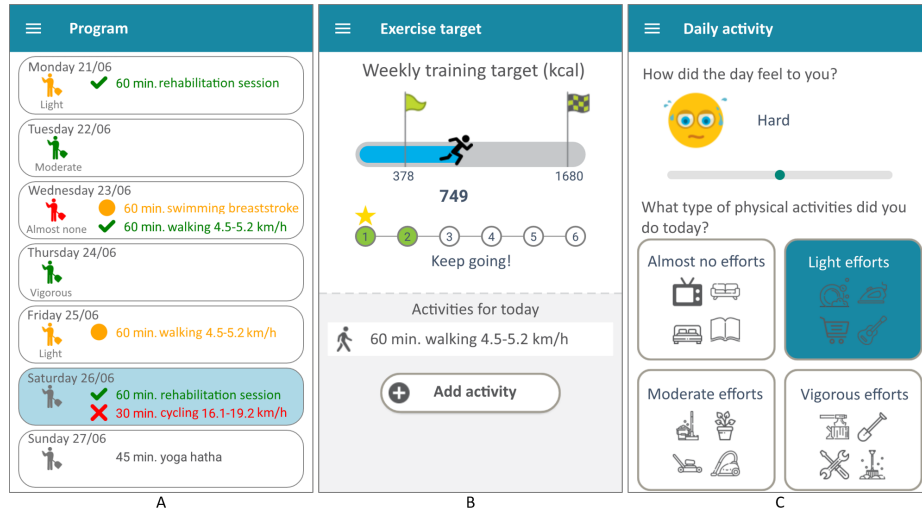 Program
Monday 21/06
60 min. rehabilitation session
Light
Tuesday 22/06
Moderate
Wednesday 23/06
60 min. swimming breaststroke
60 min. walking 4.5-5.2 km/h
Almost none
Thursday 24/06
Vigorous
Friday 25/06
60 min. walking 4.5-5.2 km/h
Light
Saturday 26/06
60 min. rehabilitation session
30 min. cycling 16.1-19.2 km/h
Sunday 27/06
45 min. yoga hatha
A
Exercise target
Weekly training target (kcal)
378 1680
749
1 2 3 4 5 6
Keep going!
Activities for today
60 min. walking 4.5-5.2 km/h
Add activity
B
Daily activity
How did the day feel to you?
Hard
What type of physical activities did you
do today?
Almost no efforts
Light efforts
Moderate efforts
Vigorous efforts
C